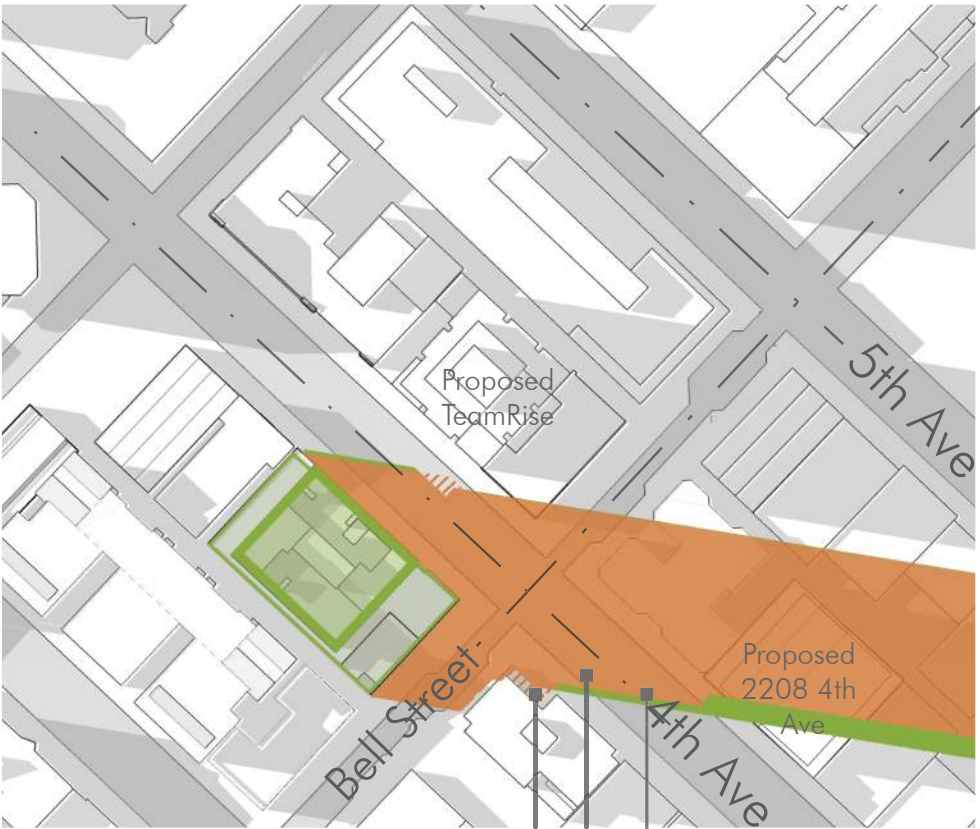 5th Ave
Proposed
TeamRise
Proposed
2208 4th
Ave
Bell Street
4th Ave